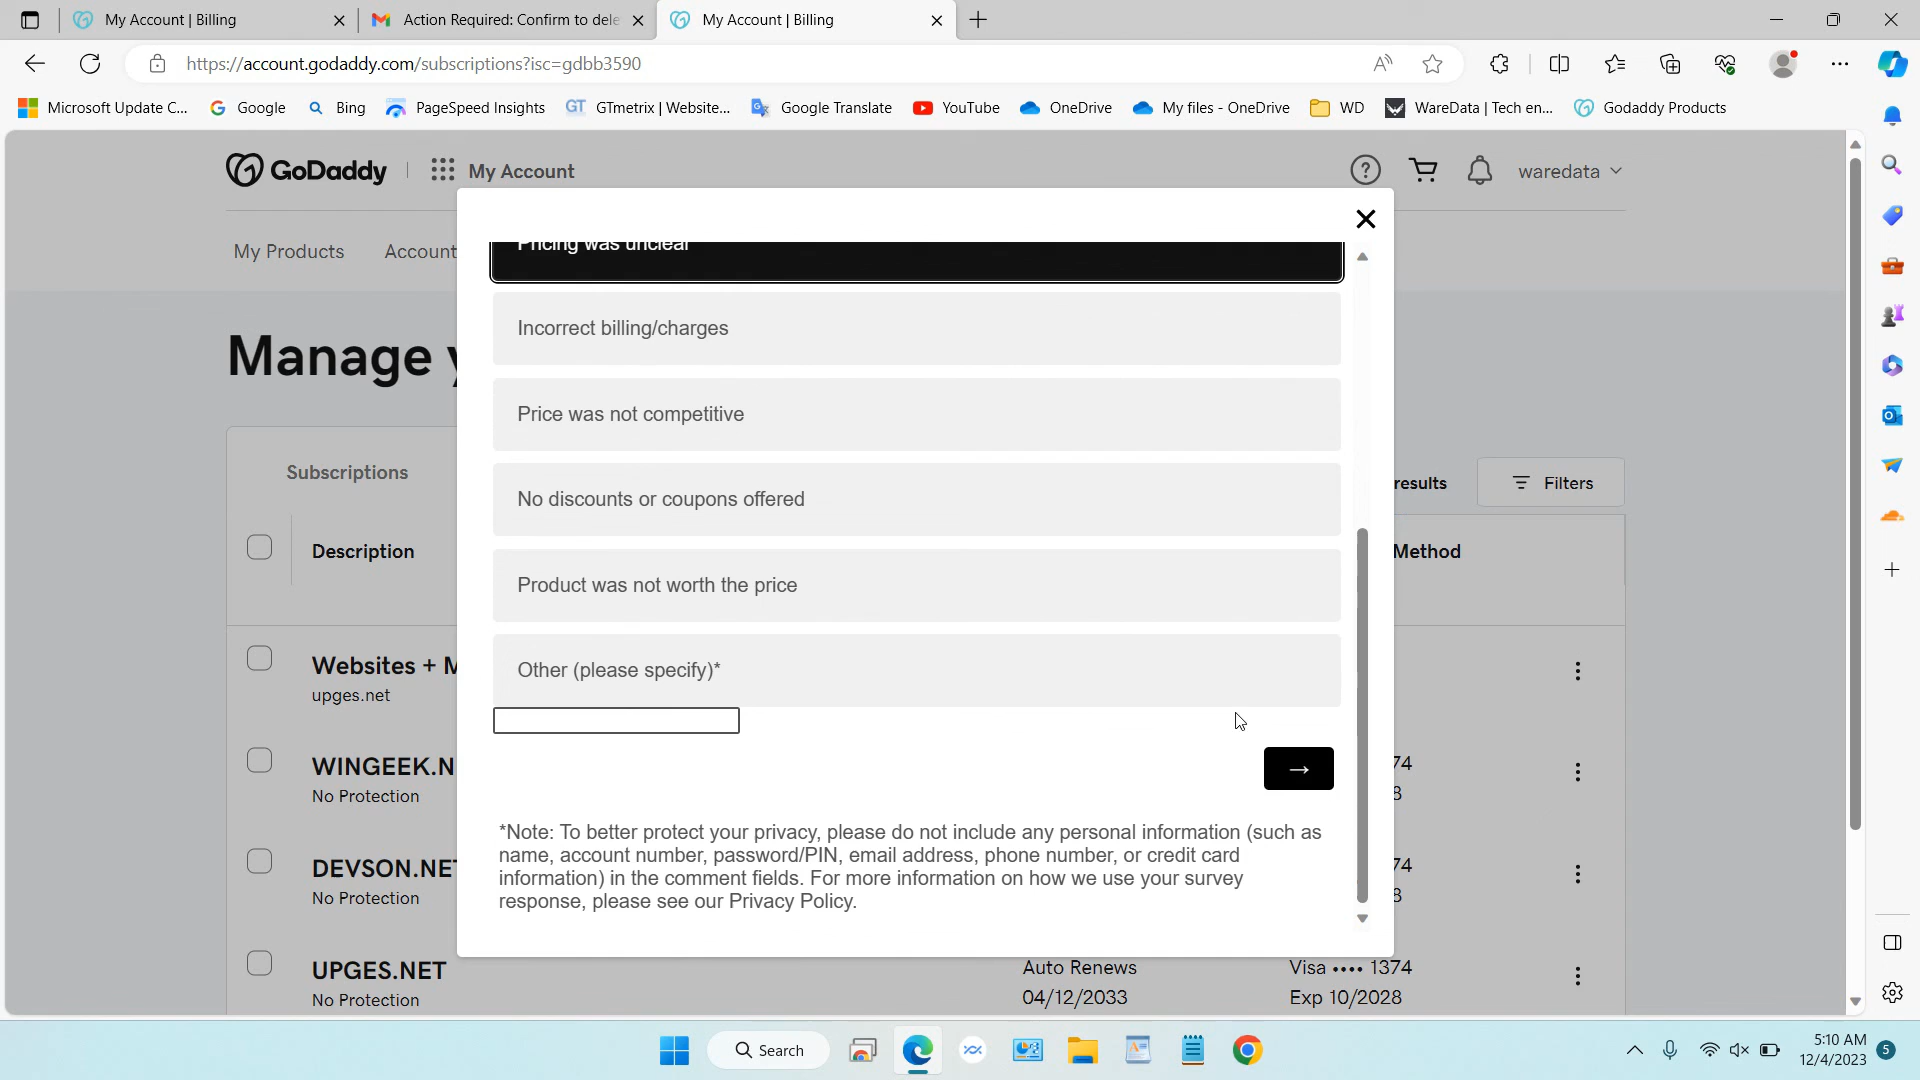 My Account | Billing
Action Required: Confirm to dele
My Account | Billing
https://account.godaddy.com/subscriptions?isc=gdbb3590
Microsoft Update C...
Google
Bing
PageSpeed Insights
GT
GTmetrix | Website...
Google Translate
YouTube
OneDrive
My files - OneDrive
WD
WareData | Tech en...
Godaddy Products
GoDaddy
My Account
waredata
My Products
Account
Pricing was unclear
Incorrect billing/charges
Manage y
Price was not competitive
Subscriptions
results
Filters
No discounts or coupons offered
Description
Method
Product was not worth the price
Websites + M
upges.net
Other (please specify)*
WINGEEK.N
No Protection
74
8
→
*Note: To better protect your privacy, please do not include any personal information (such as
name, account number, password/PIN, email address, phone number, or credit card
information) in the comment fields. For more information on how we use your survey
response, please see our Privacy Policy.
DEVSON.NET
No Protection
74
8
UPGES.NET
No Protection
Auto Renews
04/12/2033
Visa •••• 1374
Exp 10/2028
Search
5:10 AM
12/4/2023
5